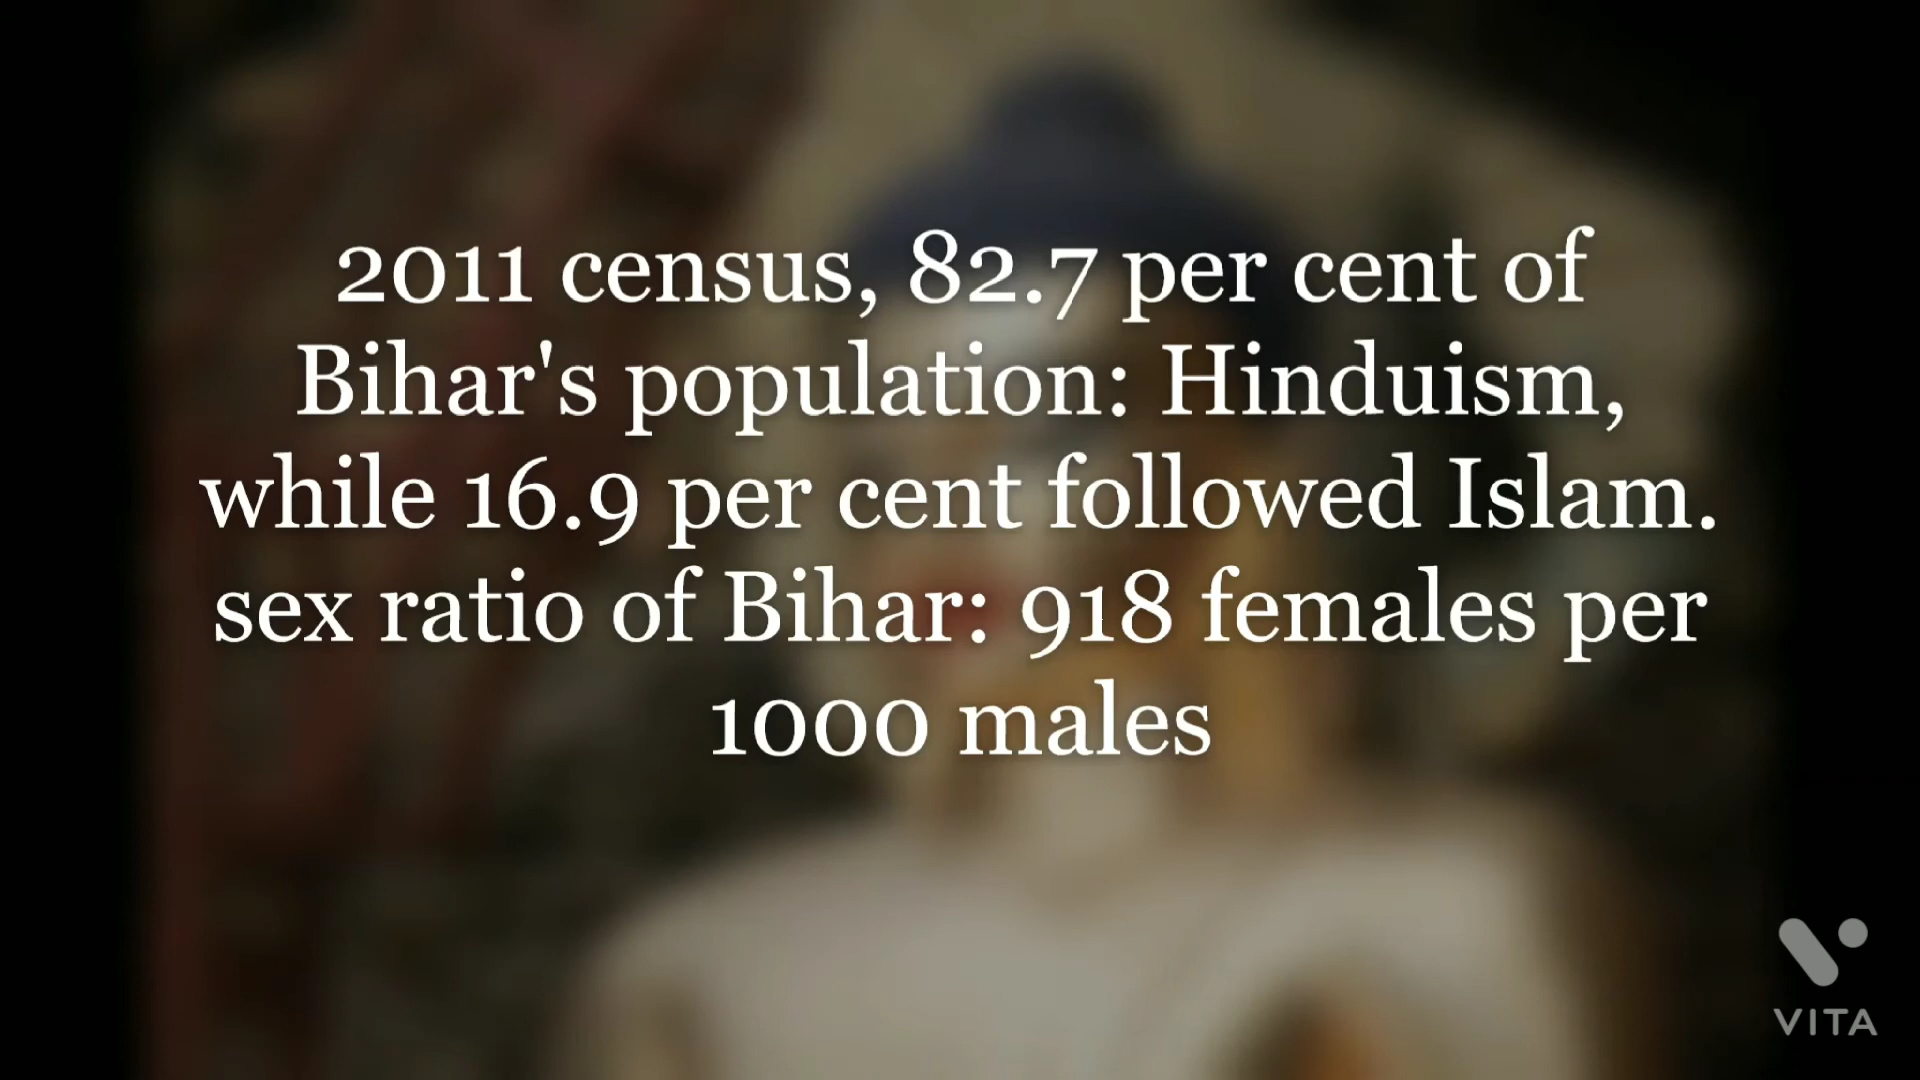 2011 census, 82.7 per cent of
Bihar's population: Hinduism,
while 16.9 per cent followed Islam.
sex ratio of Bihar: 918 females per
1000 males
VITA